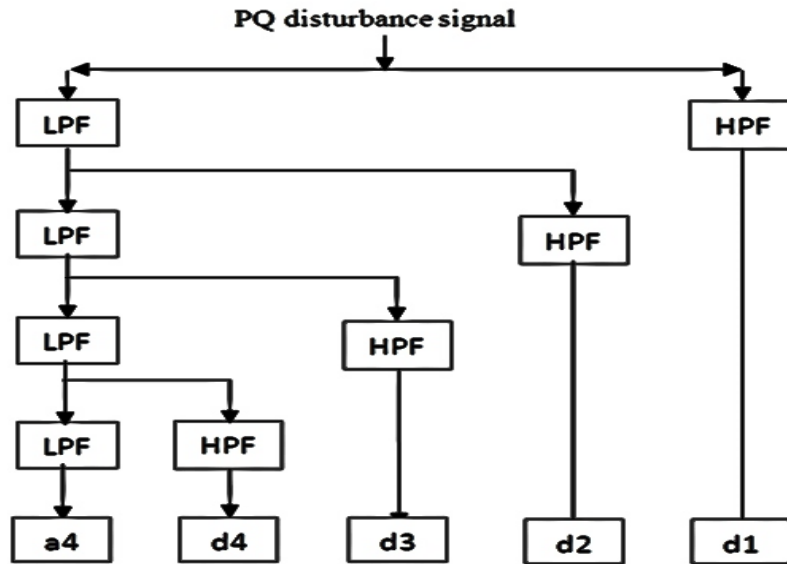 PQ disturbance signal
LPF
HPF
LPF
HPF
LPF
HPF
LPF
HPF
a4
d4
d3
d2
d1